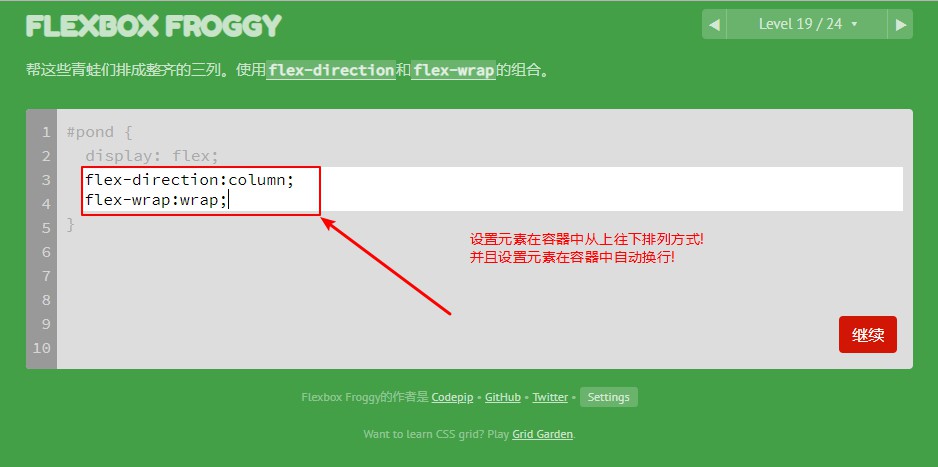 FLEXBOX FROGGY
◀ Level 19 / 24 ▼ ▶
帮这些青蛙们排成整齐的三列。使用flex-direction和flex-wrap的组合。
1 #pond {
2 display: flex;
3 flex-direction:column;
4 flex-wrap:wrap;
5 }
6
7
8
9
10
设置元素在容器中从上往下排列方式!
并且设置元素在容器中自动换行!
继续
Flexbox Froggy的作者是 Codepip • GitHub • Twitter • Settings
Want to learn CSS grid? Play Grid Garden.